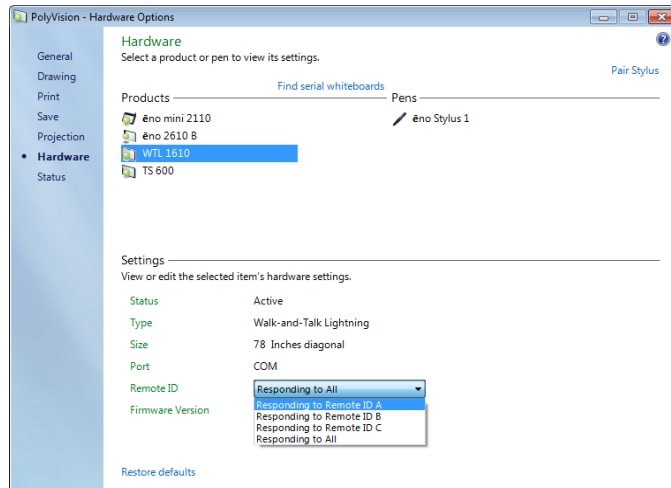 PolyVision - Hardware Options
General
Drawing
Print
Save
Projection
Hardware
Status
Hardware
Select a product or pen to view its settings.
Pair Stylus
Find serial whiteboards
Products
ēno mini 2110
ēno 2610 B
WTL 1610
TS 600
Pens
ēno Stylus 1
Settings
View or edit the selected item's hardware settings.
Status Active
Type Walk-and-Talk Lightning
Size 78 Inches diagonal
Port COM
Remote ID Responding to All
Responding to Remote ID A
Responding to Remote ID B
Responding to Remote ID C
Responding to All
Firmware Version
Restore defaults